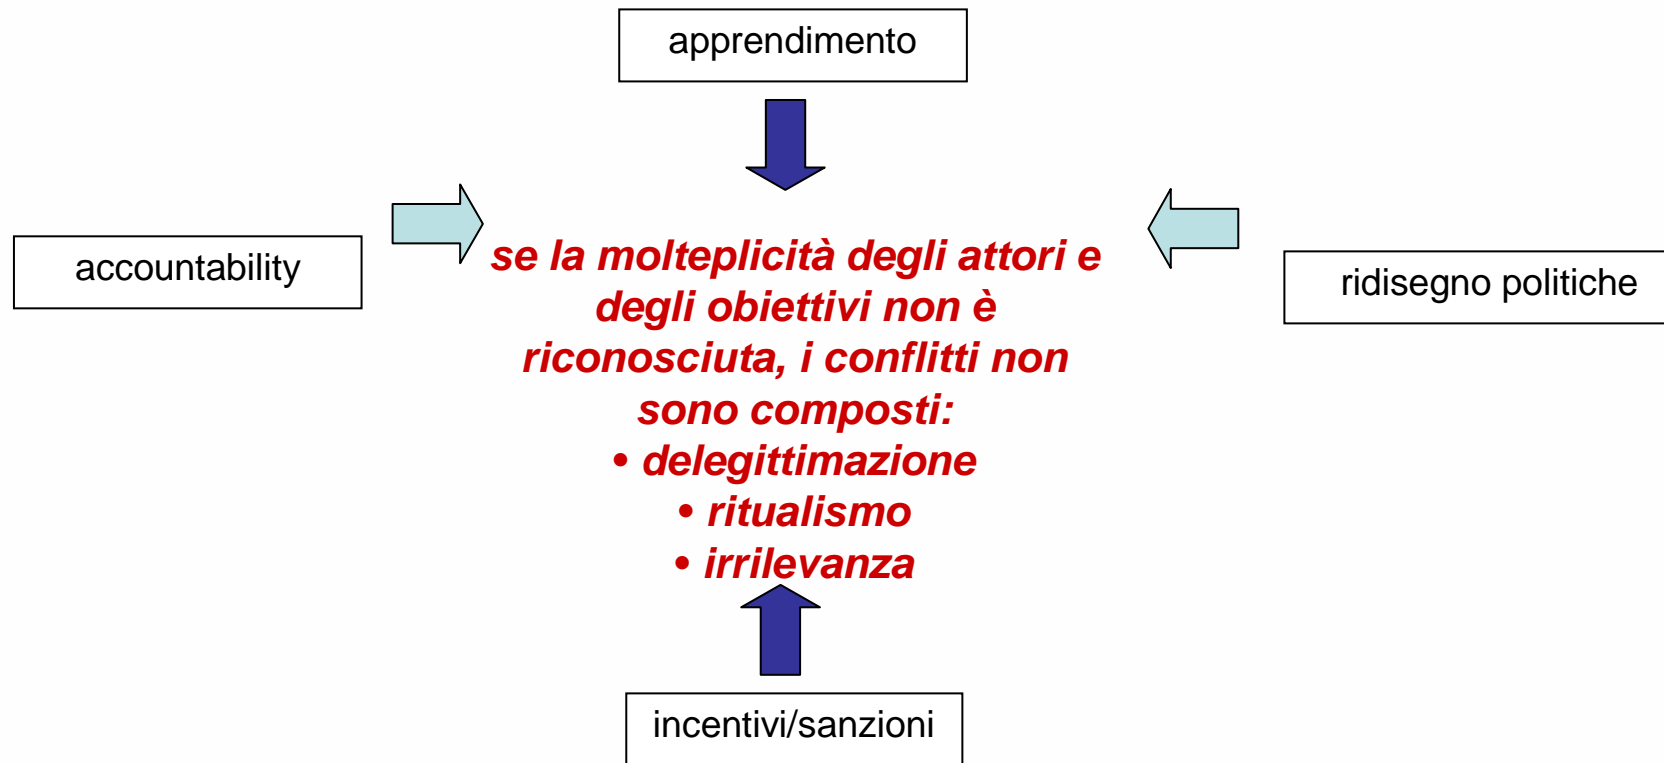 apprendimento
accountability
se la molteplicità degli attori e
degli obiettivi non è
riconosciuta, i conflitti non
sono composti:
• delegittimazione
• ritualismo
• irrilevanza
ridisegno politiche
incentivi/sanzioni